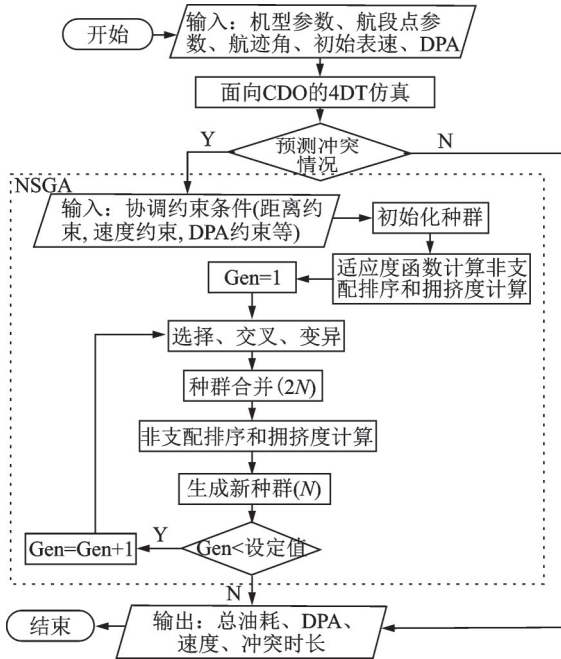 开始
输入：机型参数、航段点参
数、航迹角、初始表速、DPA
面向CDO的4DT仿真
预测冲突
情况
Y
N
NSGA
输入：协调约束条件(距离约
束, 速度约束, DPA约束等)
初始化种群
适应度函数计算非支
配排序和拥挤度计算
Gen=1
选择、交叉、变异
种群合并(2N)
非支配排序和拥挤度计算
生成新种群(N)
Gen<设定值
Y
Gen=Gen+1
N
输出：总油耗、DPA、
速度、冲突时长
结束